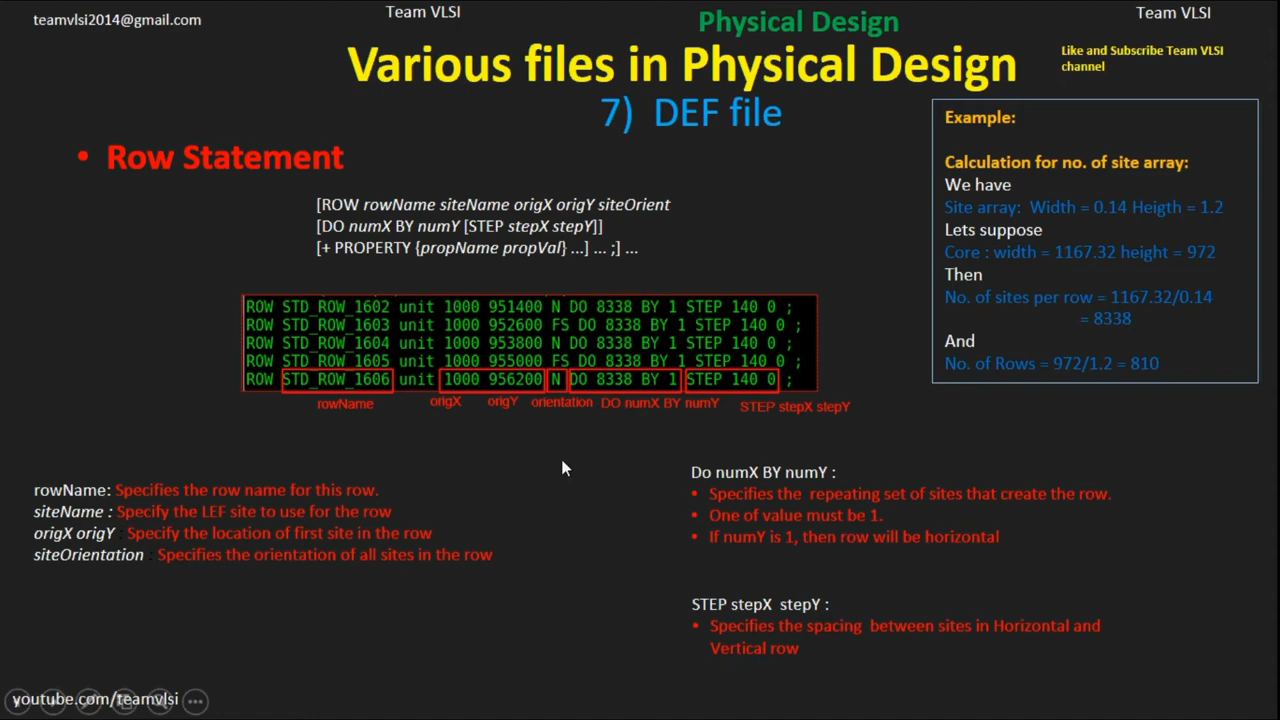 teamvlsi2014@gmail.com
Team VLSI
Physical Design
Team VLSI
Various files in Physical Design
Like and Subscribe Team VLSI
channel
7) DEF file
• Row Statement
[ROW rowName siteName origX origY siteOrient
[DO numX BY numY [STEP stepX stepY]]
[+ PROPERTY {propName propVal} ...] ... ;] ...
ROW STD_ROW_1602 unit 1000 951400 N DO 8338 BY 1 STEP 140 0 ;
ROW STD_ROW_1603 unit 1000 952600 FS DO 8338 BY 1 STEP 140 0 ;
ROW STD_ROW_1604 unit 1000 953800 N DO 8338 BY 1 STEP 140 0 ;
ROW STD_ROW_1605 unit 1000 955000 FS DO 8338 BY 1 STEP 140 0 ;
ROW STD_ROW_1606 unit 1000 956200 N DO 8338 BY 1 STEP 140 0 ;
rowName origX origY orientation DO numX BY numY STEP stepX stepY
Example:
Calculation for no. of site array:
We have
Site array: Width = 0.14 Heigth = 1.2
Lets suppose
Core : width = 1167.32 height = 972
Then
No. of sites per row = 1167.32/0.14
= 8338
And
No. of Rows = 972/1.2 = 810
rowName: Specifies the row name for this row.
siteName : Specify the LEF site to use for the row
origX origY : Specify the location of first site in the row
siteOrientation : Specifies the orientation of all sites in the row
Do numX BY numY :
• Specifies the repeating set of sites that create the row.
• One of value must be 1.
• If numY is 1, then row will be horizontal
STEP stepX stepY :
• Specifies the spacing between sites in Horizontal and
Vertical row
youtube.com/teamvlsi